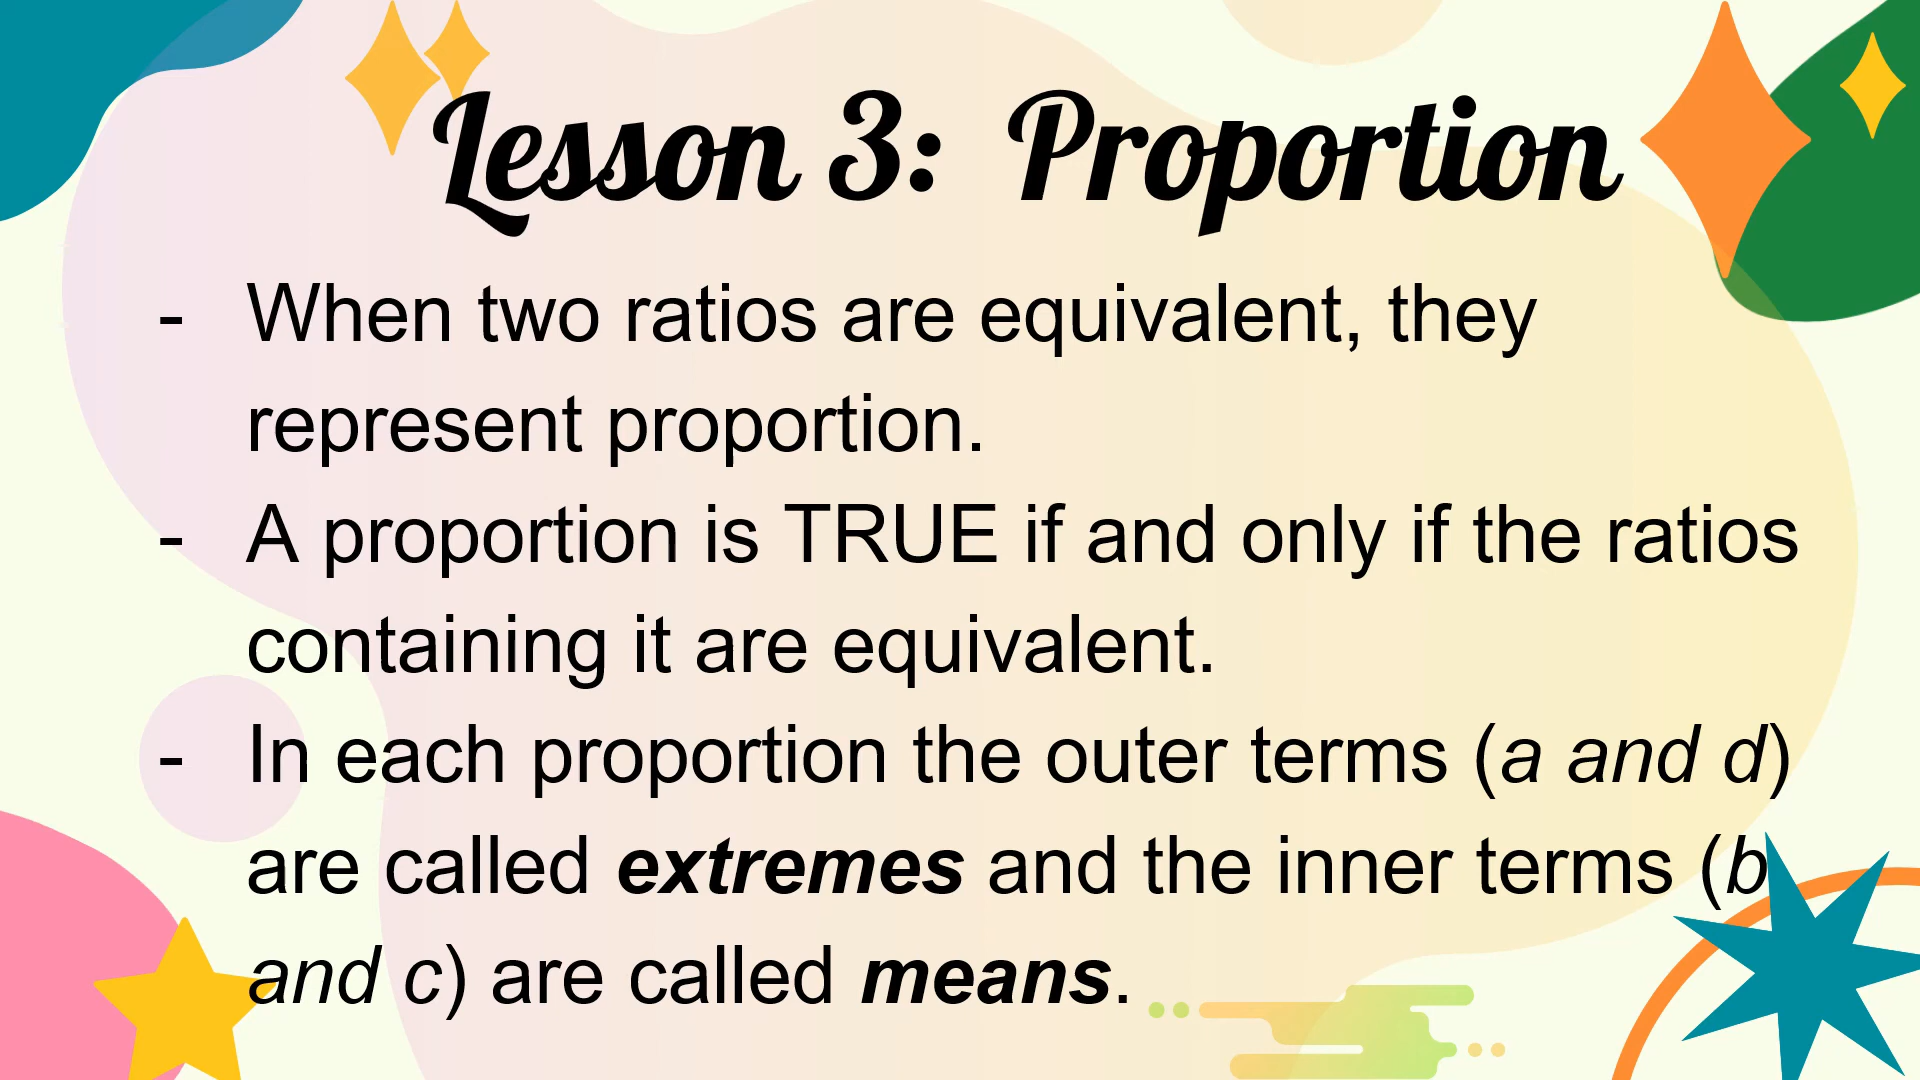 Lesson 3: Proportion
- When two ratios are equivalent, they
represent proportion.
- A proportion is TRUE if and only if the ratios
containing it are equivalent.
- In each proportion the outer terms (a and d)
are called extremes and the inner terms (b
and c) are called means.